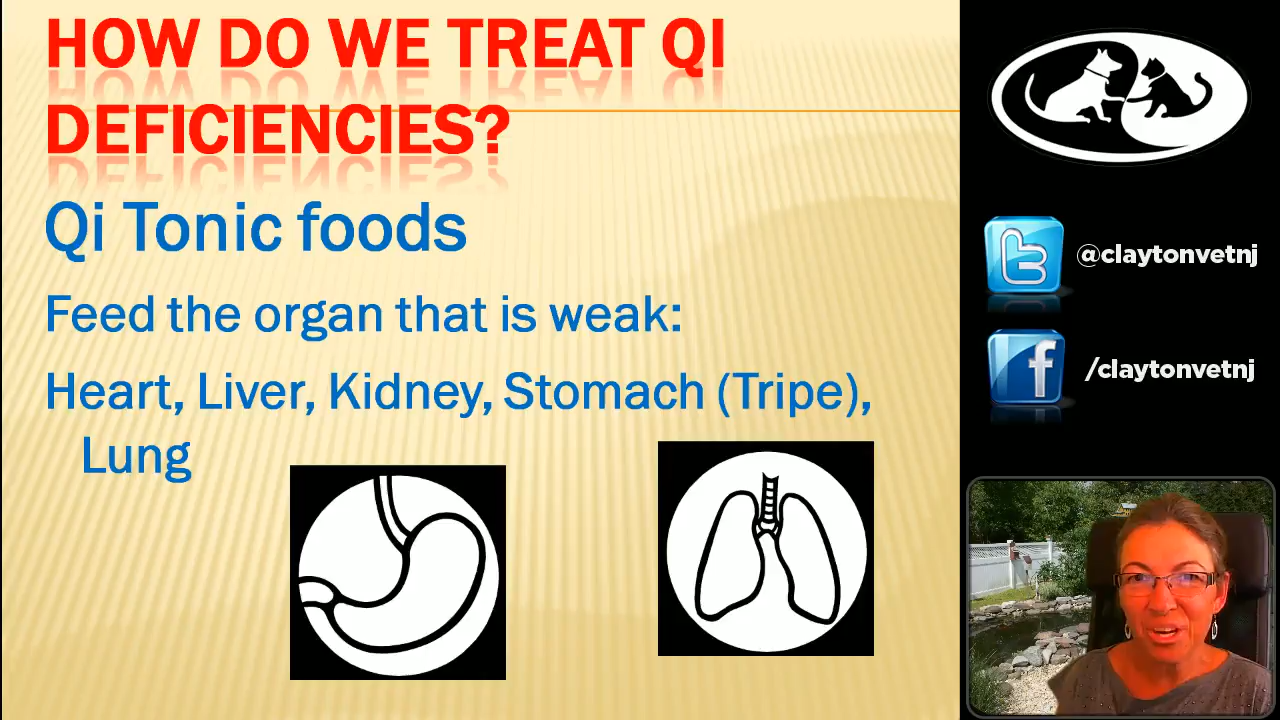 HOW DO WE TREAT QI
DEFICIENCIES?
Qi Tonic foods
Feed the organ that is weak:
Heart, Liver, Kidney, Stomach (Tripe),
Lung
@claytonvetnj
/claytonvetnj